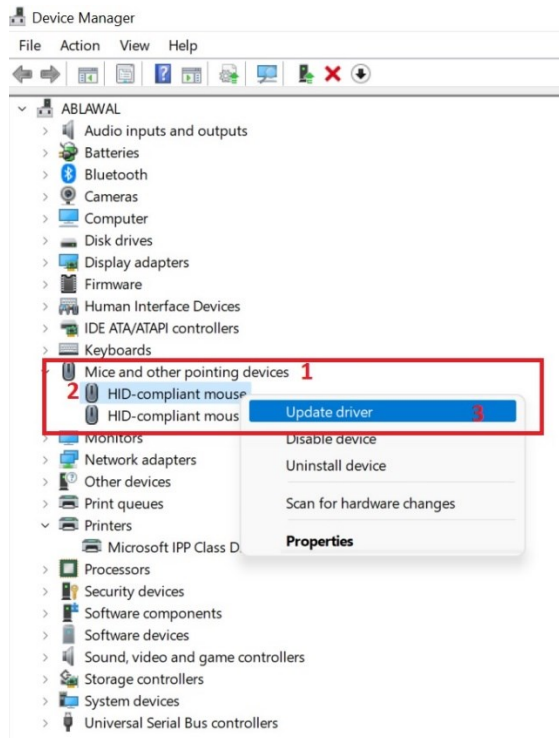 Device Manager
File Action View Help
ABLAWAL
Audio inputs and outputs
Batteries
Bluetooth
Cameras
Computer
Disk drives
Display adapters
Firmware
Human Interface Devices
IDE ATA/ATAPI controllers
Keyboards
Mice and other pointing devices 1
2 HID-compliant mouse
HID-compliant mous
Update driver 3
Disable device
Uninstall device
Scan for hardware changes
Properties
Monitors
Network adapters
Other devices
Print queues
Printers
Microsoft IPP Class D
Processors
Security devices
Software components
Software devices
Sound, video and game controllers
Storage controllers
System devices
Universal Serial Bus controllers